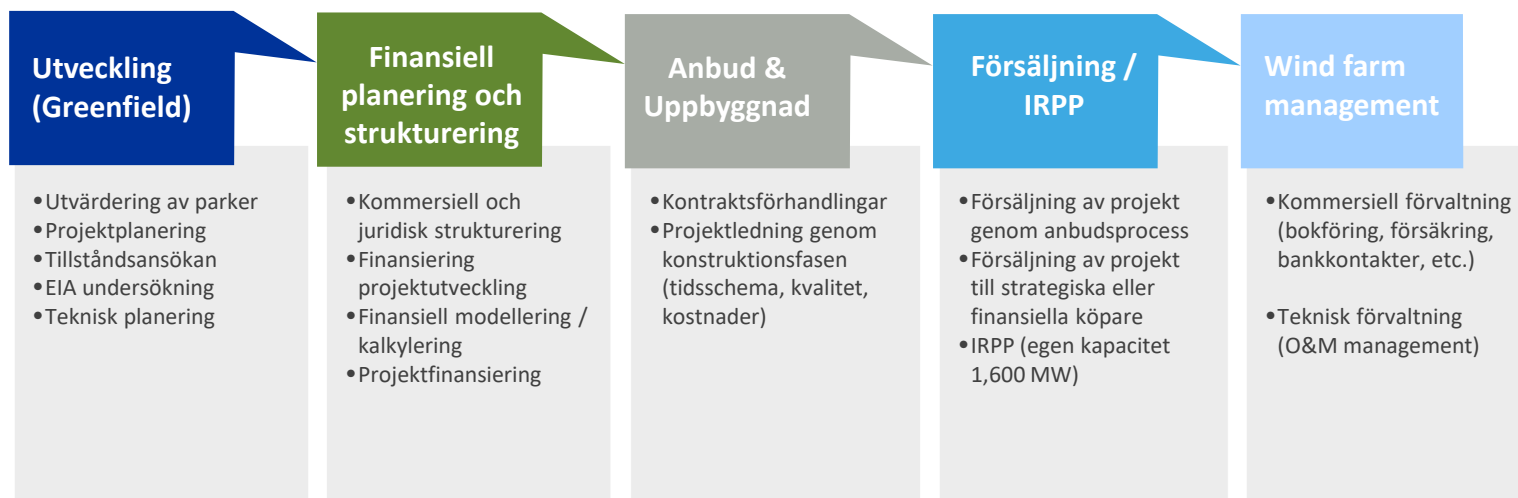 Utveckling
(Greenfield)
•Utvärdering av parker
•Projektplanering
•Tillståndsansökan
•EIA undersökning
•Teknisk planering
Finansiell
planering och
strukturering
•Kommersiell och
juridisk strukturering
•Finansiering
projektutveckling
•Finansiell modellering /
kalkylering
•Projektfinansiering
Anbud &
Uppbyggnad
•Kontraktsförhandlingar
•Projektledning genom
konstruktionsfasen
(tidsschema, kvalitet,
kostnader)
Försäljning /
IRPP
•Försäljning av projekt
genom anbudsprocess
•Försäljning av projekt
till strategiska eller
finansiella köpare
•IRPP (egen kapacitet
1,600 MW)
Wind farm
management
•Kommersiell förvaltning
(bokföring, försäkring,
bankkontakter, etc.)
•Teknisk förvaltning
(O&M management)